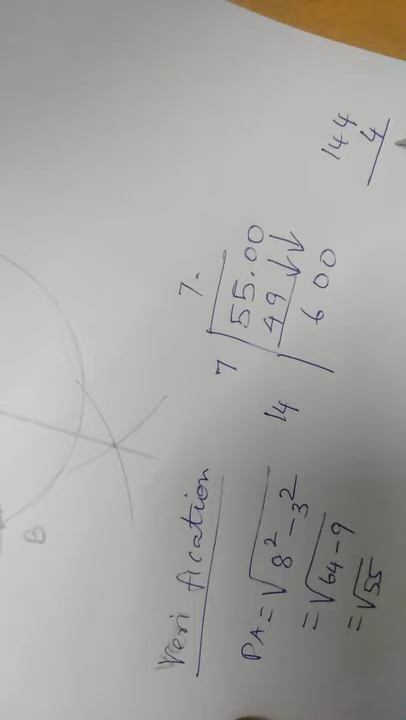 B
Verification
PA = √8² - 3²
= √64 - 9
= √55
7.
7 55.00
49
14 600
144
4